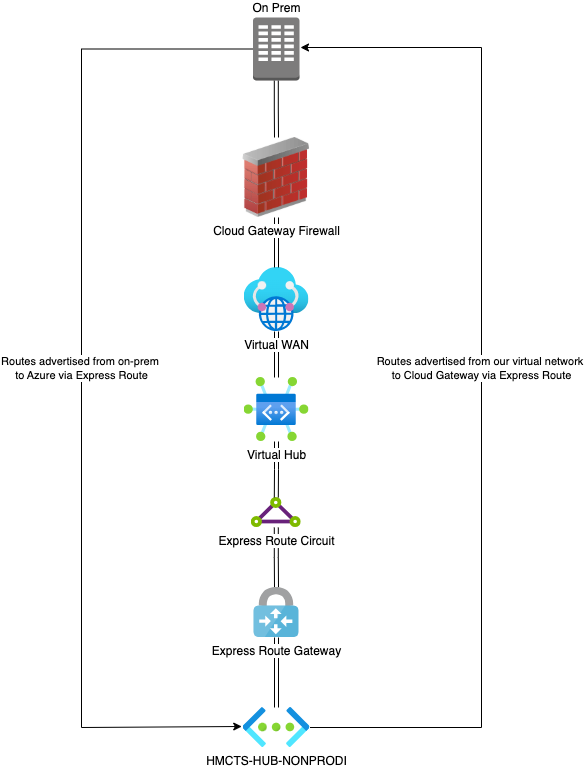 On Prem
Cloud Gateway Firewall
Virtual WAN
Routes advertised from on-prem
to Azure via Express Route
Routes advertised from our virtual network
to Cloud Gateway via Express Route
Virtual Hub
Express Route Circuit
Express Route Gateway
HMCTS-HUB-NONPRODI